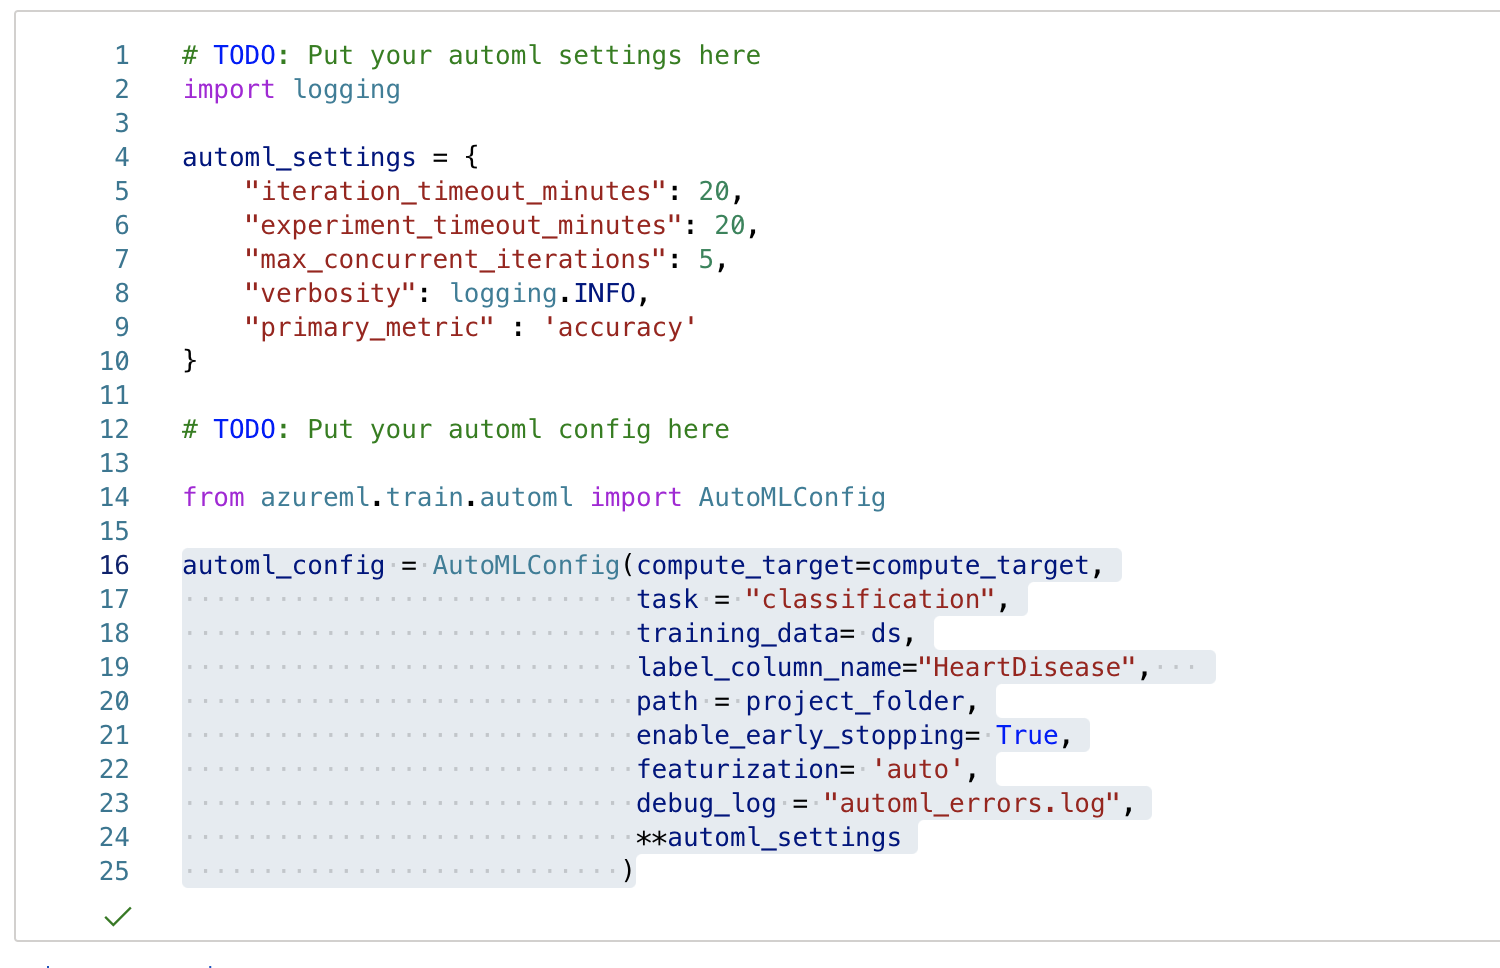 1 # TODO: Put your automl settings here
2 import logging
3
4 automl_settings = {
5     "iteration_timeout_minutes": 20,
6     "experiment_timeout_minutes": 20,
7     "max_concurrent_iterations": 5,
8     "verbosity": logging.INFO,
9     "primary_metric" : 'accuracy'
10 }
11
12 # TODO: Put your automl config here
13
14 from azureml.train.automl import AutoMLConfig
15
16 automl_config = AutoMLConfig(compute_target=compute_target,
17                              task = "classification",
18                              training_data= ds,
19                              label_column_name="HeartDisease",
20                              path = project_folder,
21                              enable_early_stopping= True,
22                              featurization= 'auto',
23                              debug_log = "automl_errors.log",
24                              **automl_settings
25                             )